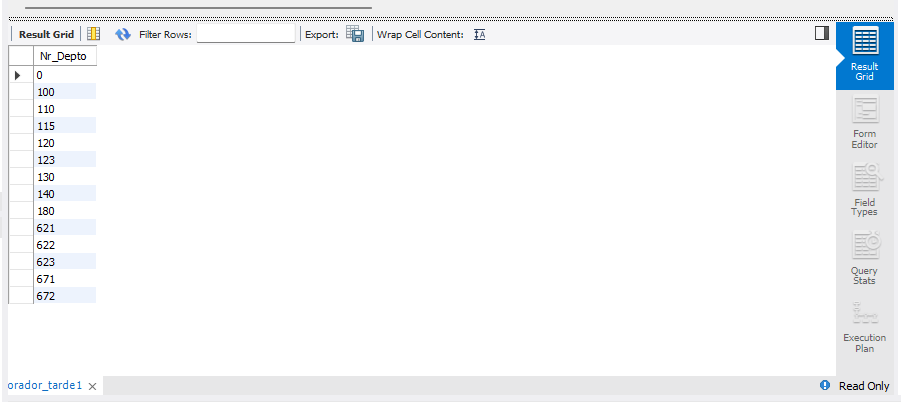 Result Grid Filter Rows: Export: Wrap Cell Content: IA
Nr_Depto
0
100
110
115
120
123
130
140
180
621
622
623
671
672
Result
Grid
Form
Editor
Field
Types
Query
Stats
Execution
Plan
orador_tarde1
Read Only